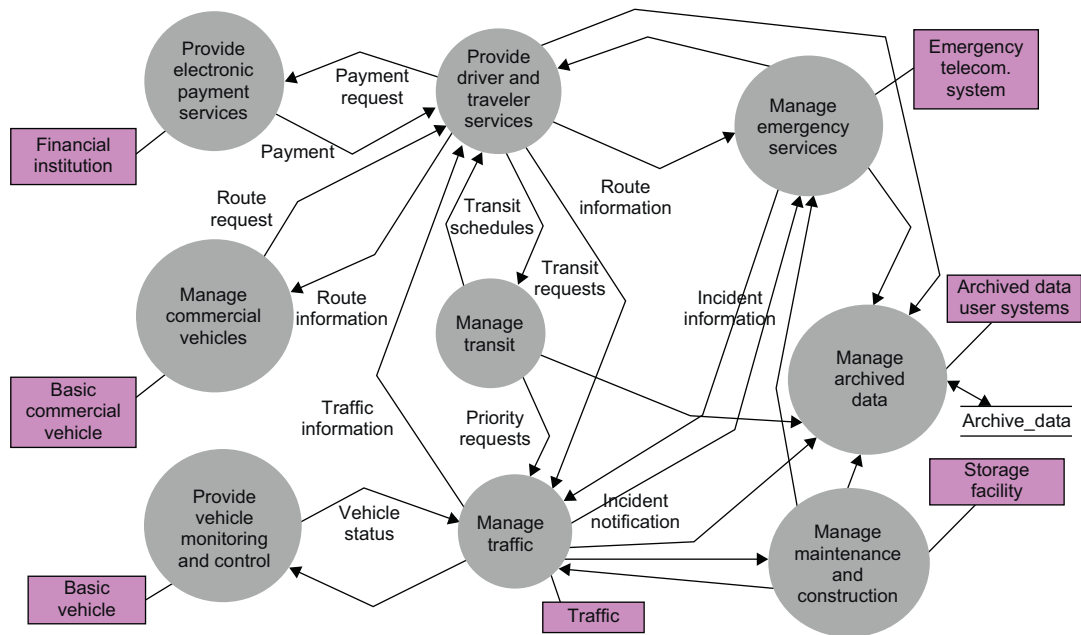 Provide
electronic
payment
services
Payment
request
Provide
driver and
traveler
services
Emergency
telecom.
system
Manage
emergency
services
Financial
institution
Payment
Route
request
Transit
schedules
Route
information
Manage
commercial
vehicles
Route
information
Manage
transit
Transit
requests
Incident
information
Archived data
user systems
Manage
archived
data
Basic
commercial
vehicle
Traffic
information
Priority
requests
Archive_data
Storage
facility
Provide
vehicle
monitoring
and control
Vehicle
status
Manage
traffic
Incident
notification
Manage
maintenance
and
construction
Basic
vehicle
Traffic